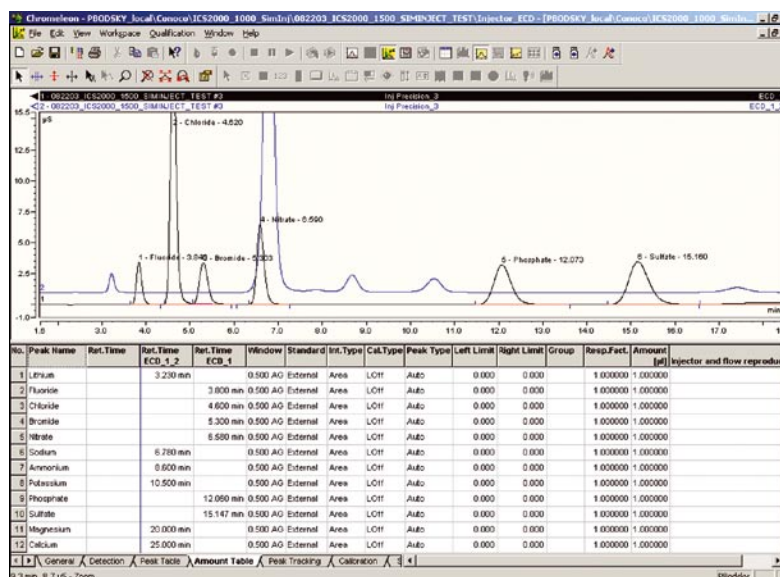 Chromeleon - PBODSKY_local/Conoco\ICS2000_1000_SimInj\082203_ICS2000_1500_SIMINJECT_TEST\Injector_ECD - [PBODSKY_local/Conoco\ICS2000_1000_SimIn...
File Edit View Workspace Qualification Window Help
1 - 082203_ICS2000_1500_SIMINJECT_TEST #3 Inj Precision_3 ECD_
2 - 082203_ICS2000_1500_SIMINJECT_TEST #3 Inj Precision_3 ECD_1_
15.5
µS
2 - Chloride - 4.620
12.5
10.0
7.5
4 - Nitrate - 6.590
5.0
1 - Fluoride - 3.840
3 - Bromide - 5.303
5 - Phosphate - 12.073
6 - Sulfate - 15.160
2.5
2
1
-1.0
min
1.5 3.0 4.0 5.0 6.0 7.0 8.0 9.0 10.0 11.0 12.0 13.0 14.0 15.0 16.0 17.0
No. Peak Name Ret.Time Ret.Time ECD_1_2 Ret.Time ECD_1 Window Standard Int.Type Cal.Type Peak Type Left Limit Right Limit Group Resp.Fact. Amount [µl] Injector and flow reprodu
1 Lithium 3.230 min 0.500 AG External Area LOff Auto 0.000 0.000 1.000000 1.000000
2 Fluoride 3.800 min 0.500 AG External Area LOff Auto 0.000 0.000 1.000000 1.000000
3 Chloride 4.600 min 0.500 AG External Area LOff Auto 0.000 0.000 1.000000 1.000000
4 Bromide 5.300 min 0.500 AG External Area LOff Auto 0.000 0.000 1.000000 1.000000
5 Nitrate 6.580 min 0.500 AG External Area LOff Auto 0.000 0.000 1.000000 1.000000
6 Sodium 6.780 min 0.500 AG External Area LOff Auto 0.000 0.000 1.000000 1.000000
7 Ammonium 8.600 min 0.500 AG External Area LOff Auto 0.000 0.000 1.000000 1.000000
8 Potassium 10.500 min 0.500 AG External Area LOff Auto 0.000 0.000 1.000000 1.000000
9 Phosphate 12.060 min 0.500 AG External Area LOff Auto 0.000 0.000 1.000000 1.000000
10 Sulfate 15.147 min 0.500 AG External Area LOff Auto 0.000 0.000 1.000000 1.000000
11 Magnesium 20.000 min 0.500 AG External Area LOff Auto 0.000 0.000 1.000000 1.000000
12 Calcium 25.000 min 0.500 AG External Area LOff Auto 0.000 0.000 1.000000 1.000000
General Detection Peak Table Amount Table Peak Tracking Calibration
PBodsky